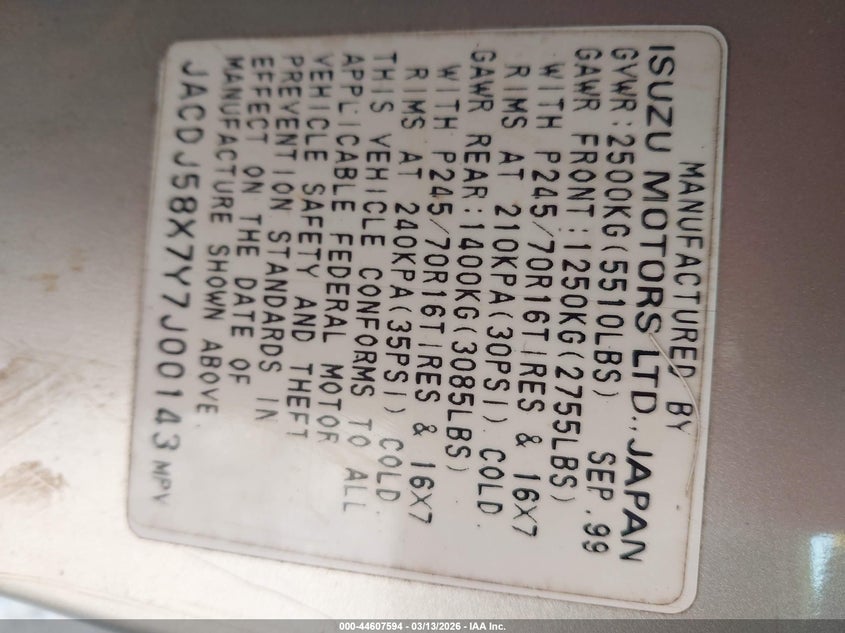 MANUFACTURED BY
ISUZU MOTORS LTD., JAPAN
GVWR:2500KG(5510LBS) SEP.99
GAWR FRONT:1250KG(2755LBS)
WITH P245/70R16TIRES & 16X7
RIMS AT 210KPA(30PSI) COLD.
GAWR REAR:1400KG(3085LBS)
WITH P245/70R16TIRES & 16X7
RIMS AT 240KPA(35PSI) COLD.
THIS VEHICLE CONFORMS TO ALL
APPLICABLE FEDERAL MOTOR
VEHICLE SAFETY AND THEFT
PREVENTION STANDARDS IN
EFFECT ON THE DATE OF
MANUFACTURE SHOWN ABOVE.
JACDJ58X7Y7J00143 MPV
000-44607594 - 03/13/2026 - IAA Inc.